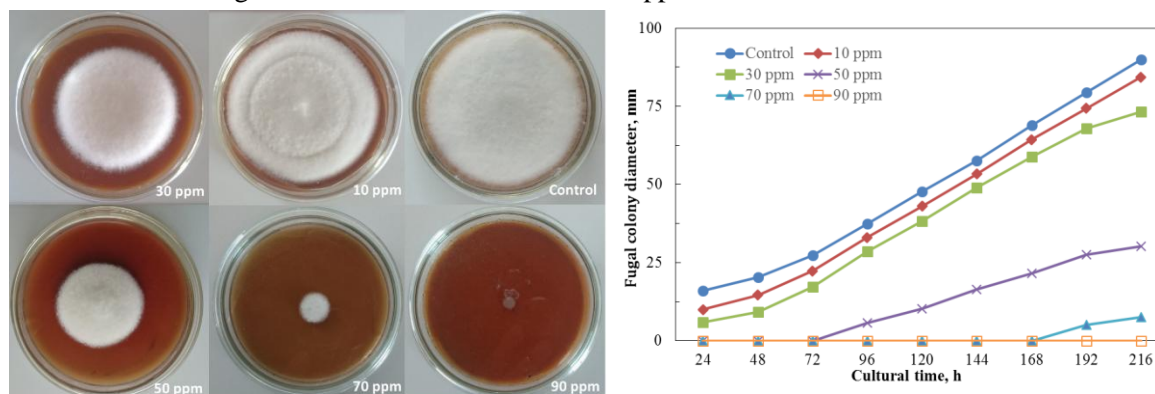 30 ppm
10 ppm
Control
50 ppm
70 ppm
90 ppm
100
75
50
25
0
Fugal colony diameter, mm
Control 10 ppm
30 ppm 50 ppm
70 ppm 90 ppm
24 48 72 96 120 144 168 192 216
Cultural time, h